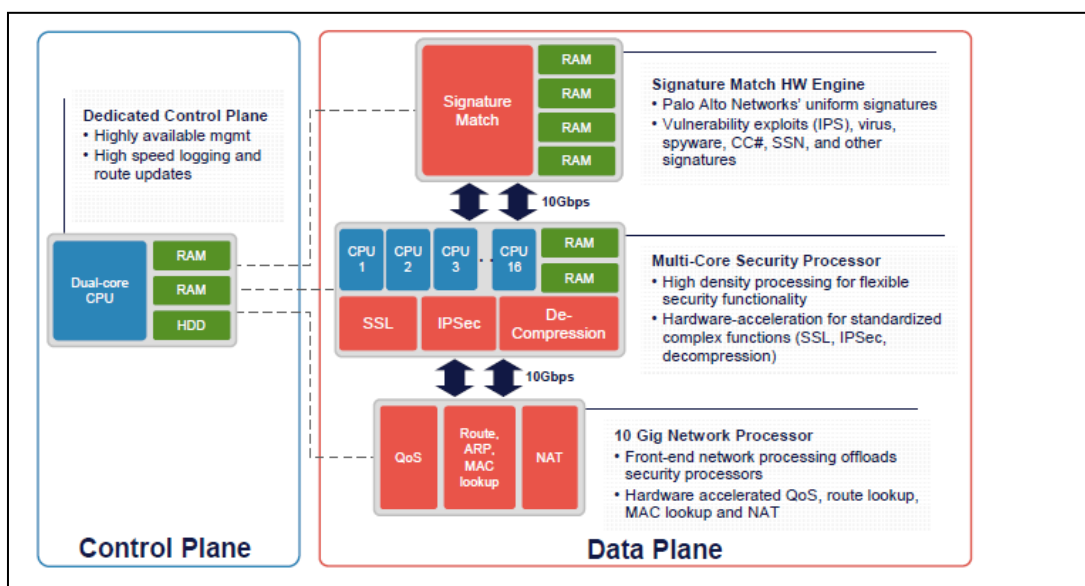 Dedicated Control Plane
• Highly available mgmt
• High speed logging and
route updates
Dual-core
CPU
RAM
RAM
HDD
Control Plane
Signature
Match
RAM
RAM
RAM
RAM
Signature Match HW Engine
• Palo Alto Networks' uniform signatures
• Vulnerability exploits (IPS), virus,
spyware, CC#, SSN, and other
signatures
10Gbps
CPU
1
CPU
2
CPU
3
. .
CPU
16
RAM
RAM
SSL
IPSec
De-
Compression
Multi-Core Security Processor
• High density processing for flexible
security functionality
• Hardware-acceleration for standardized
complex functions (SSL, IPSec,
decompression)
10Gbps
QoS
Route,
ARP,
MAC
lookup
NAT
10 Gig Network Processor
• Front-end network processing offloads
security processors
• Hardware accelerated QoS, route lookup,
MAC lookup and NAT
Data Plane